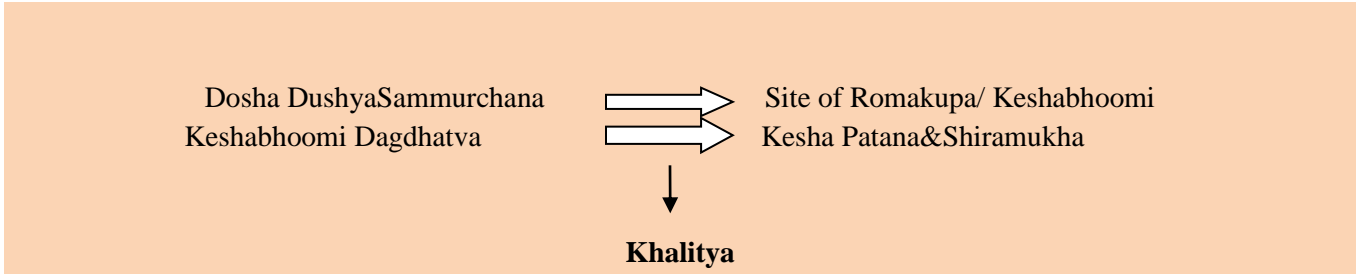 Dosha DushyaSammurchana Site of Romakupa/ Keshabhoomi
Keshabhoomi Dagdhatva Kesha Patana&Shiramukha
Khalitya